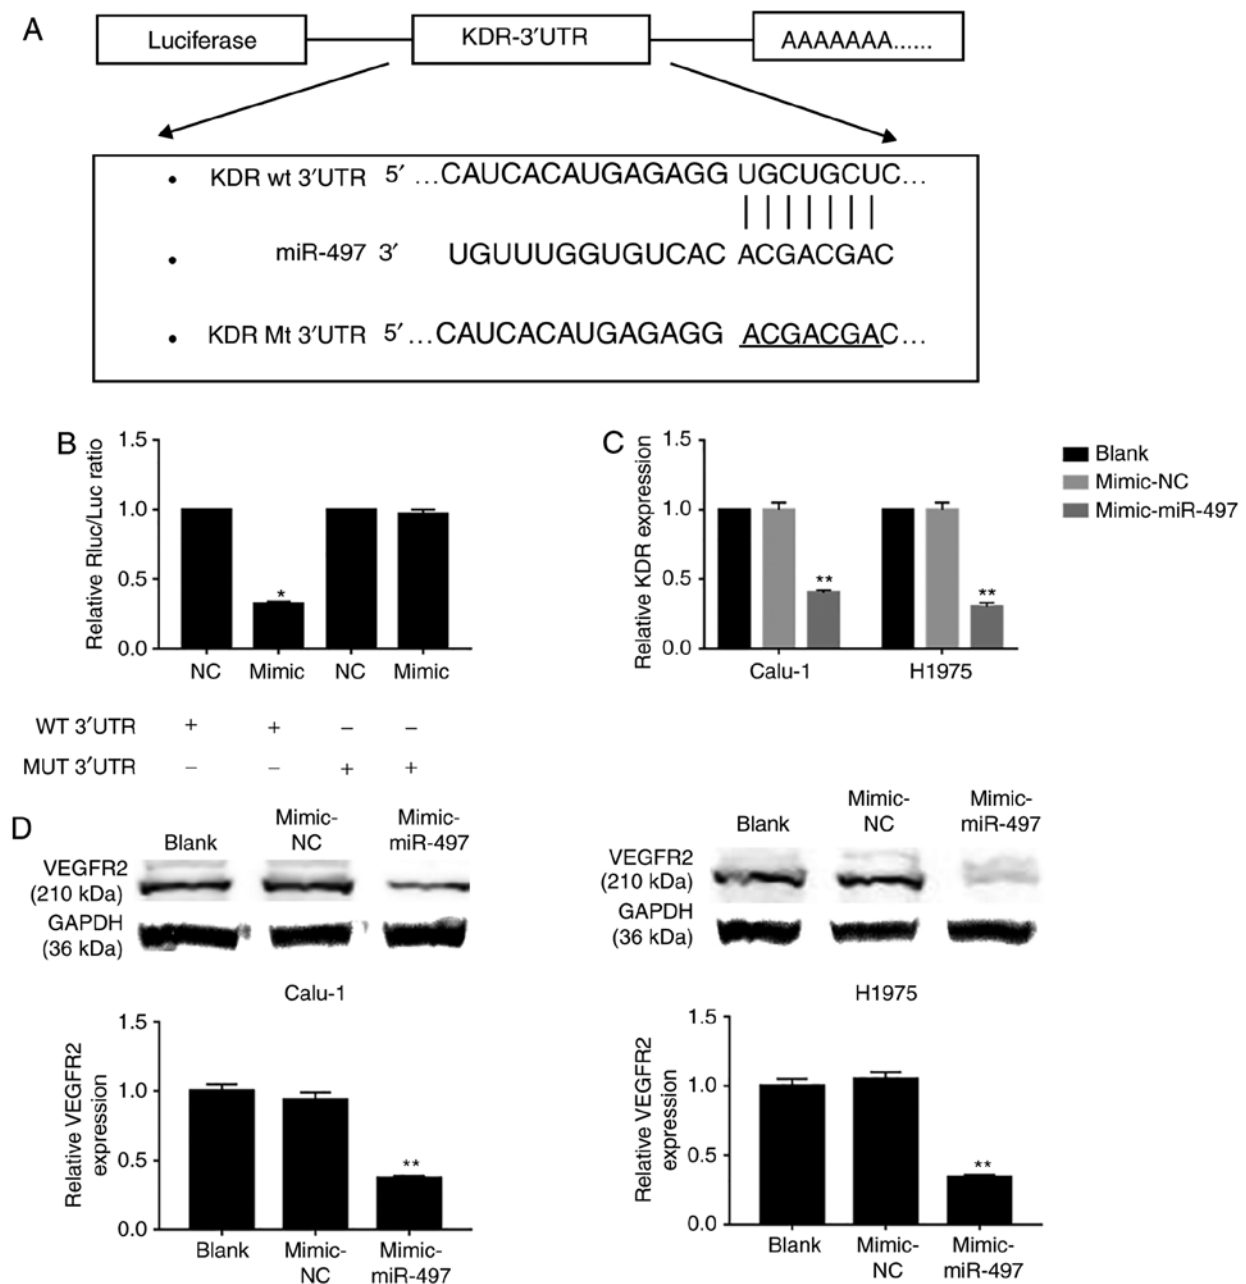 A
Luciferase
KDR-3′UTR
AAAAAAA......
• KDR wt 3′UTR 5′ ...CAUCACAUGAGAGG UGCUGCUC...
• miR-497 3′ UGUUUGGUGUCAC ACGACGAC
• KDR Mt 3′UTR 5′ ...CAUCACAUGAGAGG ACGACGAC...
B
Relative Rluc/Luc ratio
1.5
1.0
0.5
0.0
*
NC Mimic NC Mimic
WT 3′UTR + + – –
MUT 3′UTR – – + +
C
Relative KDR expression
1.5
1.0
0.5
0.0
** **
Calu-1 H1975
Blank
Mimic-NC
Mimic-miR-497
D
Blank
Mimic-
NC
Mimic-
miR-497
VEGFR2
(210 kDa)
GAPDH
(36 kDa)
Calu-1
Relative VEGFR2
expression
1.5
1.0
0.5
0.0
**
Blank
Mimic-
NC
Mimic-
miR-497
Blank
Mimic-
NC
Mimic-
miR-497
VEGFR2
(210 kDa)
GAPDH
(36 kDa)
H1975
Relative VEGFR2
expression
1.5
1.0
0.5
0.0
**
Blank
Mimic-
NC
Mimic-
miR-497